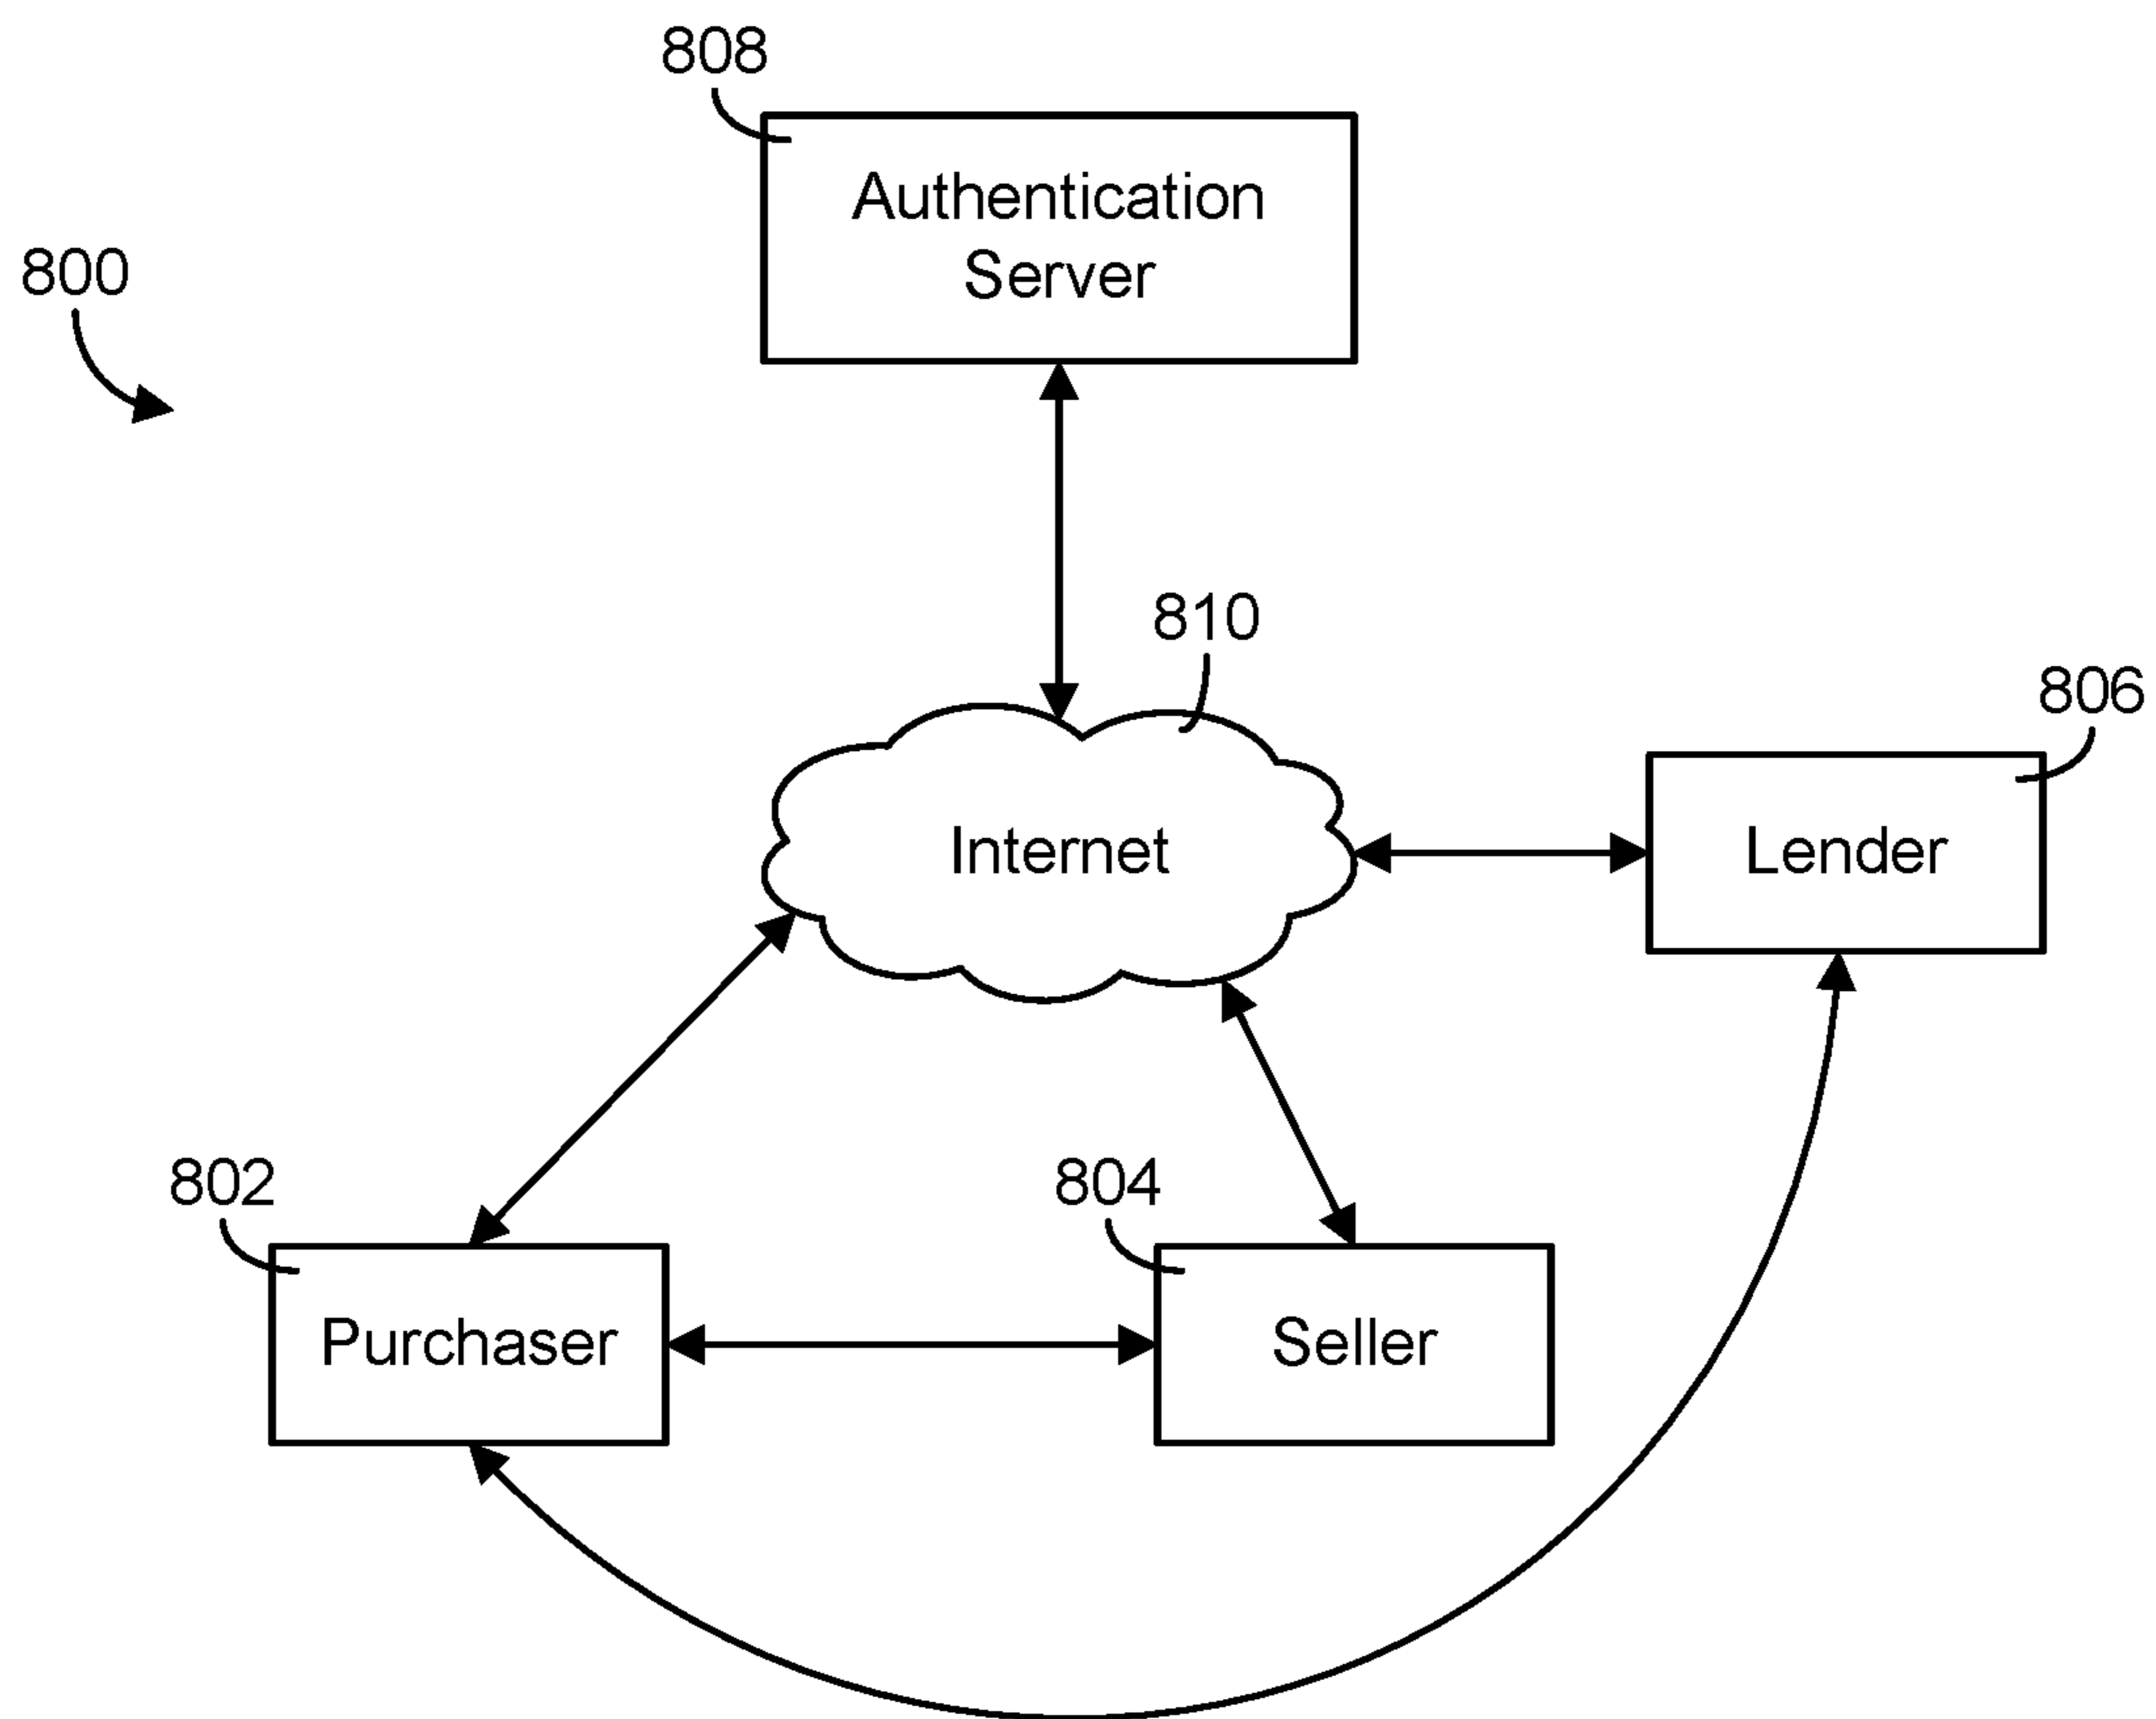 808
Authentication
Server
800
810
806
Internet
Lender
802
804
Purchaser
Seller